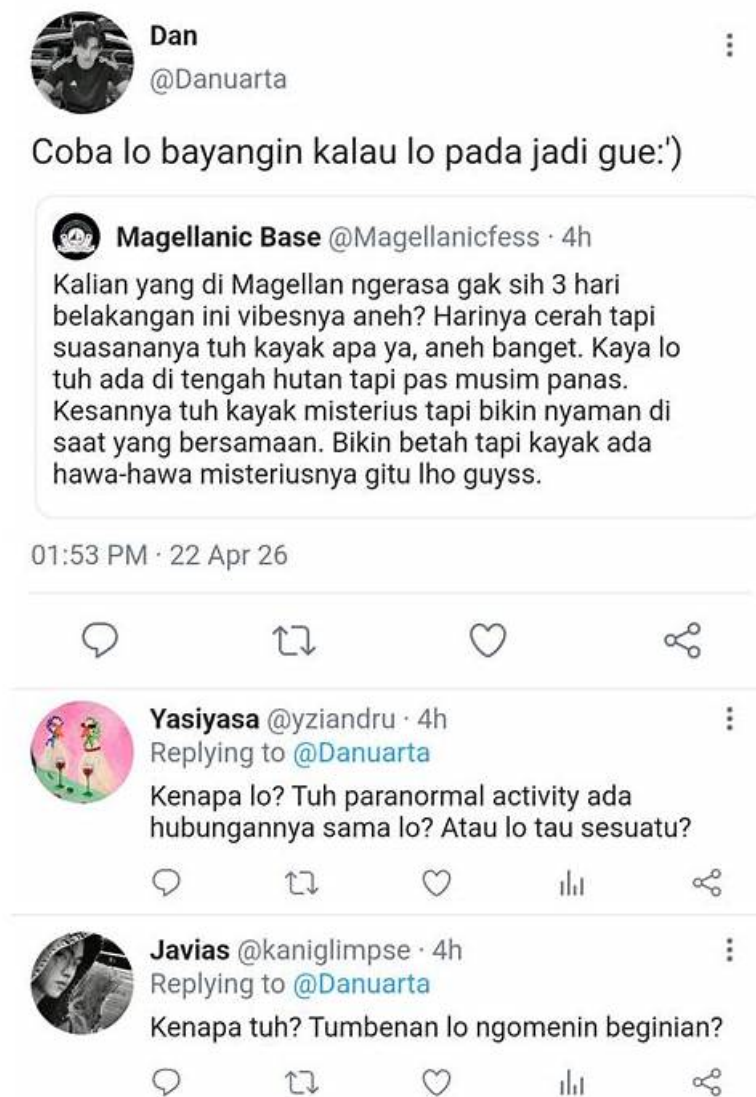 Dan
@Danuarta
Coba lo bayangin kalau lo pada jadi gue:')
Magellanic Base @Magellanicfess · 4h
Kalian yang di Magellan ngerasa gak sih 3 hari
belakangan ini vibesnya aneh? Harinya cerah tapi
suasananya tuh kayak apa ya, aneh banget. Kaya lo
tuh ada di tengah hutan tapi pas musim panas.
Kesannya tuh kayak misterius tapi bikin nyaman di
saat yang bersamaan. Bikin betah tapi kayak ada
hawa-hawa misteriusnya gitu lho guyss.
01:53 PM · 22 Apr 26
Yasiyasa @yziandru · 4h
Replying to @Danuarta
Kenapa lo? Tuh paranormal activity ada
hubungannya sama lo? Atau lo tau sesuatu?
Javias @kaniglimpse · 4h
Replying to @Danuarta
Kenapa tuh? Tumbenan lo ngomenin beginian?